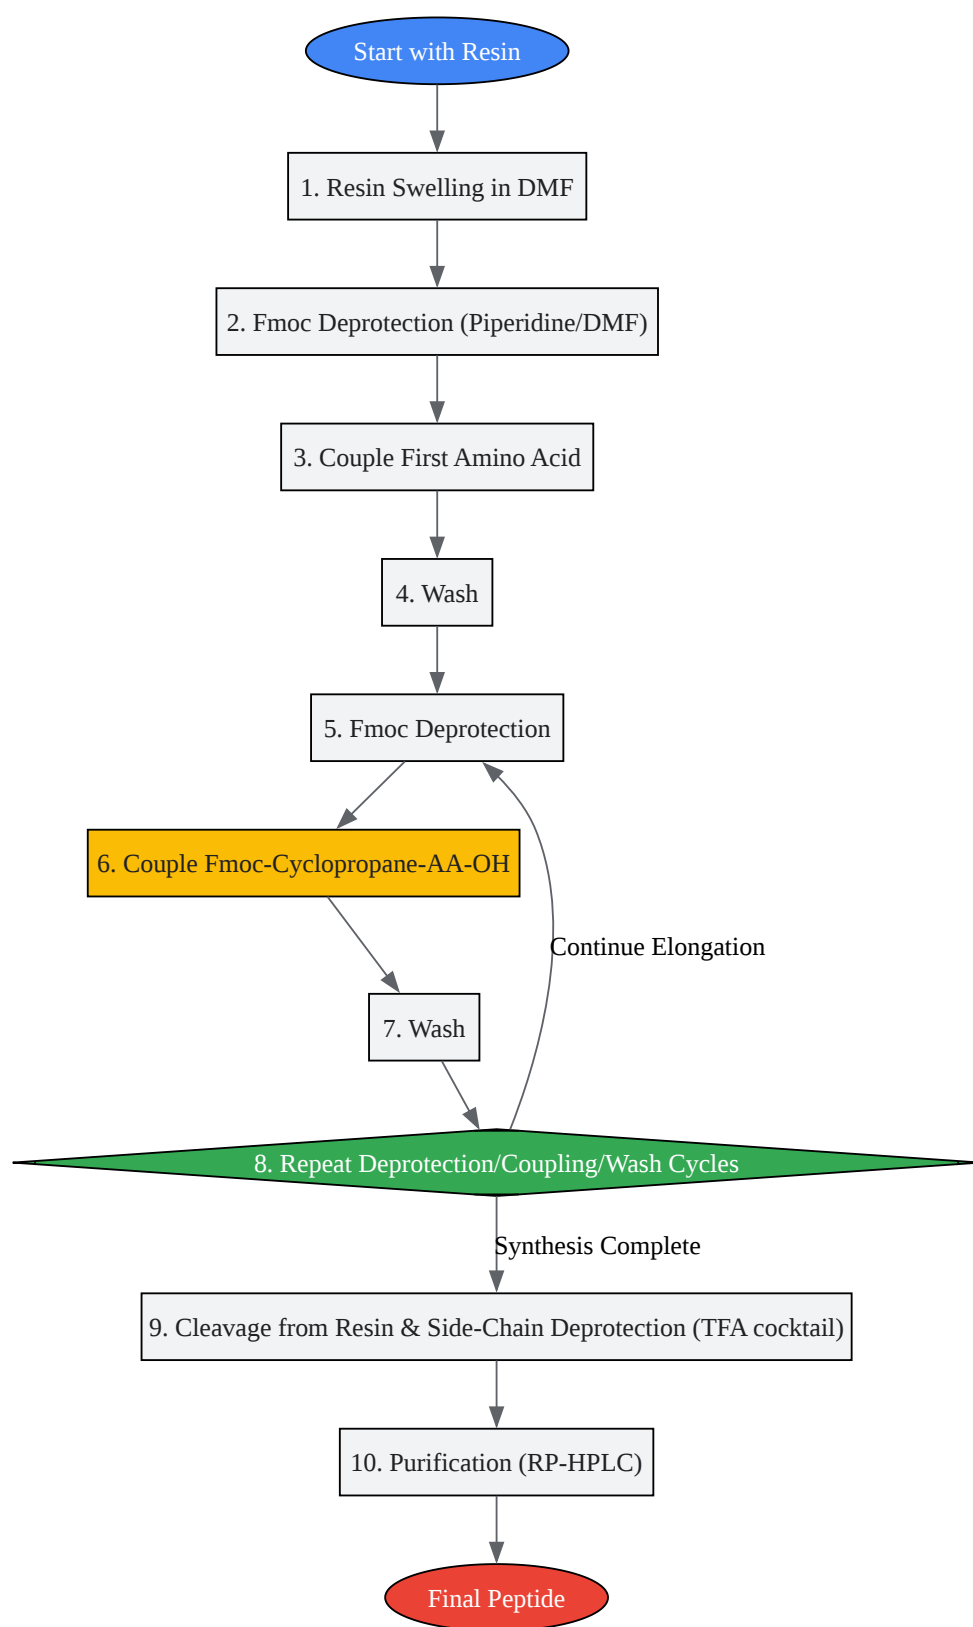 Start with Resin
1. Resin Swelling in DMF
2. Fmoc Deprotection (Piperidine/DMF)
3. Couple First Amino Acid
4. Wash
5. Fmoc Deprotection
6. Couple Fmoc-Cyclopropane-AA-OH
Continue Elongation
7. Wash
8. Repeat Deprotection/Coupling/Wash Cycles
Synthesis Complete
9. Cleavage from Resin & Side-Chain Deprotection (TFA cocktail)
10. Purification (RP-HPLC)
Final Peptide